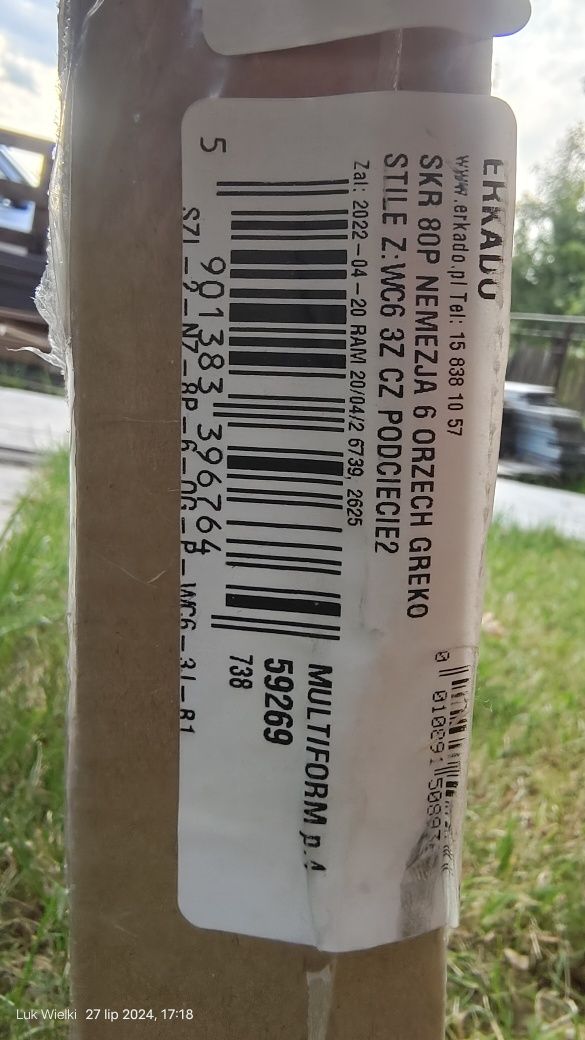 ERKADO
www.erkado.pl Tel: 15 838 10 57
SKR 80P NEMEZJA 6 ORZECH GREKO
STILE Z:WC6 3Z CZ PODCIECIE2
Zal: 2022-04-20 RAM 20/04/2 6739, 2625
5 901383 396764
MULTIFORM p.
59269
738
Luk Wielki 27 lip 2024, 17:18